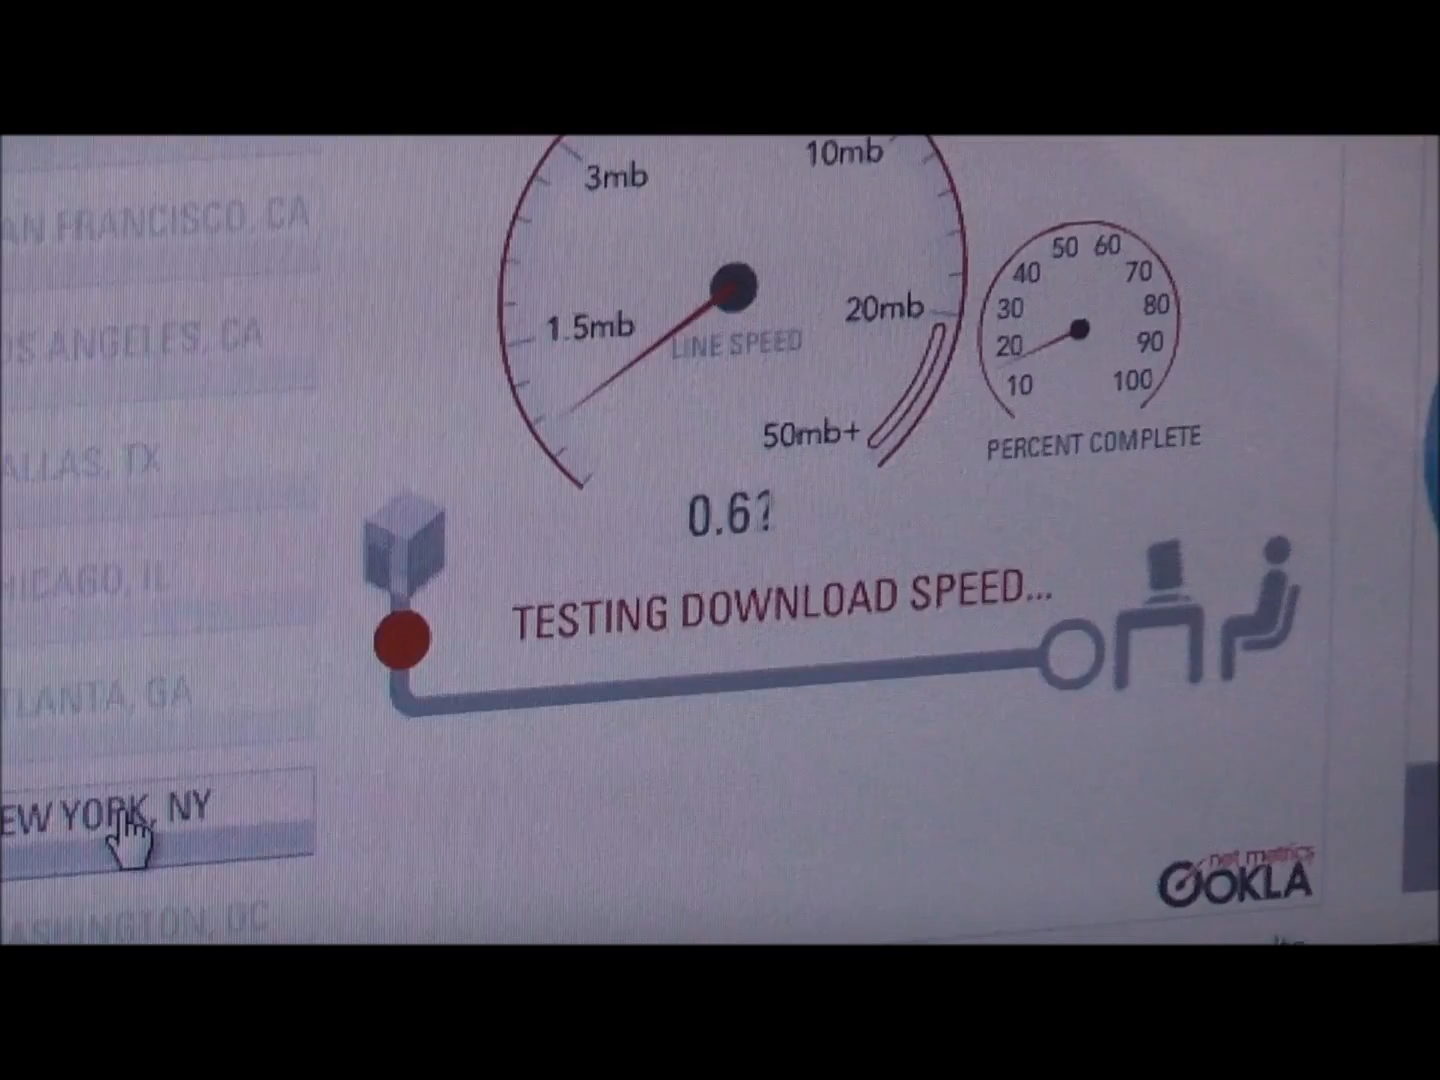 AN FRANCISCO, CA
OS ANGELES, CA
ALLAS, TX
HICAGO, IL
TLANTA, GA
EW YORK, NY
ASHINGTON, DC
3mb
10mb
1.5mb
20mb
50mb+
LINE SPEED
10
20
30
40
50
60
70
80
90
100
PERCENT COMPLETE
TESTING DOWNLOAD SPEED...
net metrics
OOKLA